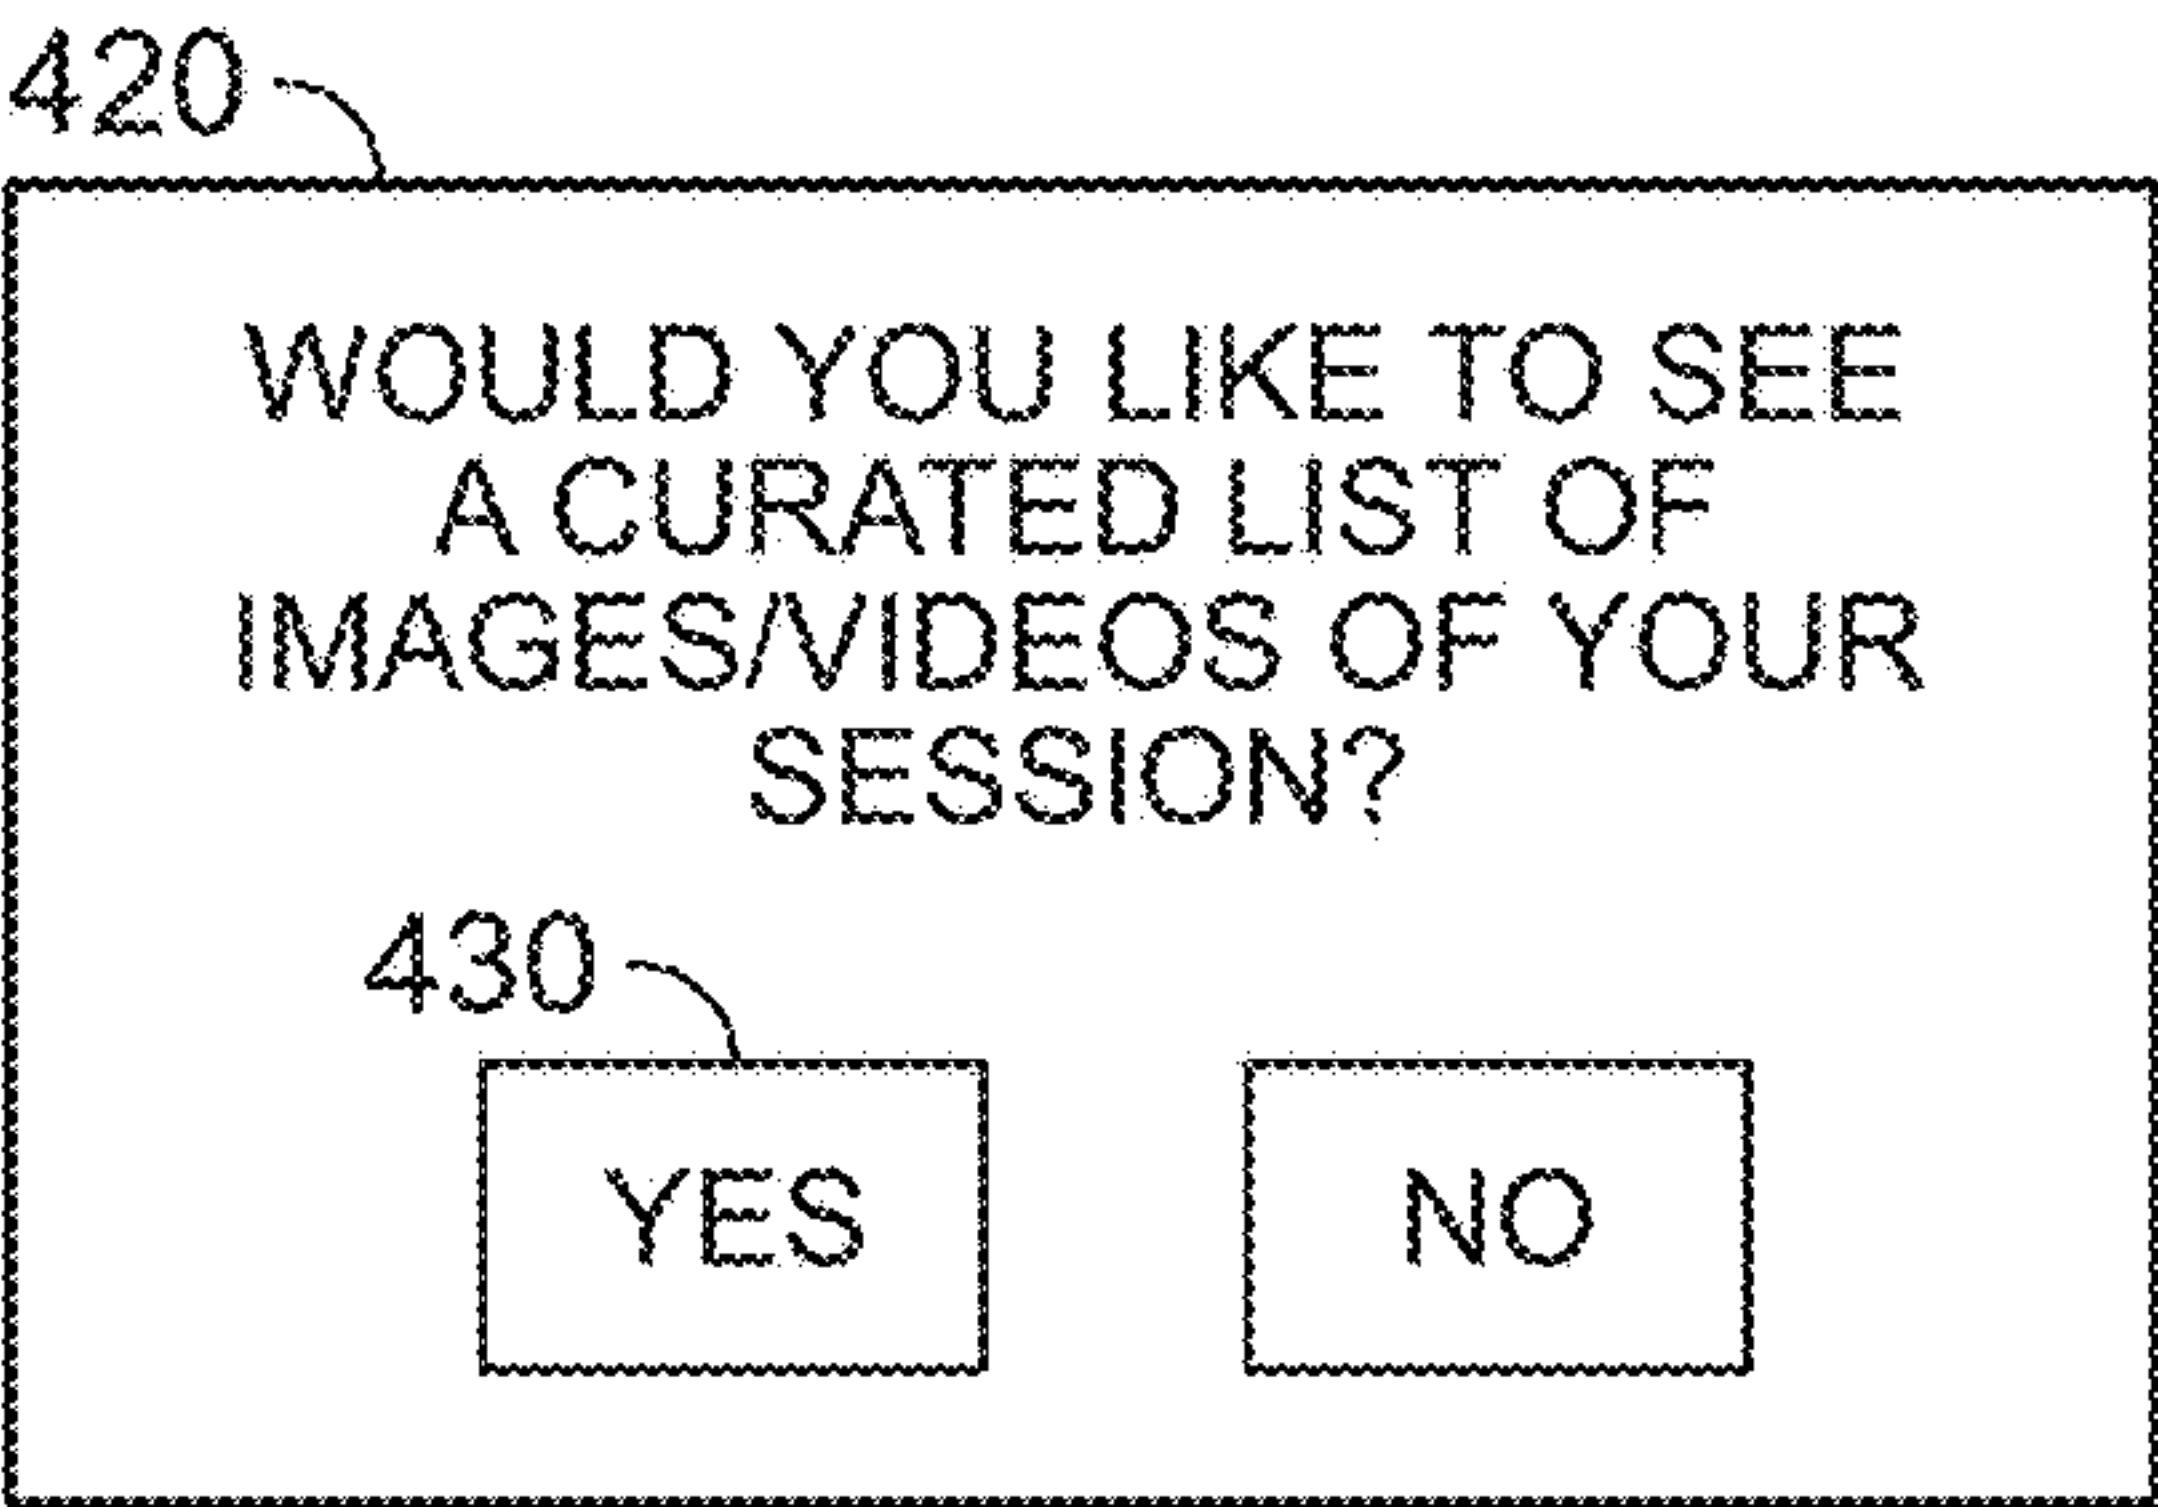 420
WOULD YOU LIKE TO SEE
A CURATED LIST OF
IMAGES/VIDEOS OF YOUR
SESSION?
430
YES
NO